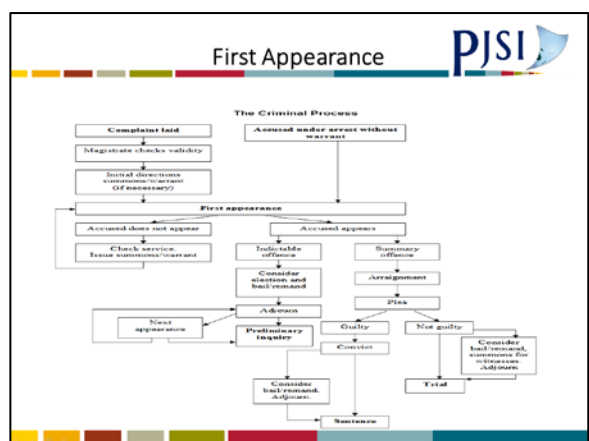 First Appearance
PJSI
The Criminal Process
Complaint laid
Accused under arrest without
warrant
Magistrate checks validity
Initial directions
summons/warrant
(if necessary)
First appearance
Accused does not appear
Accused appears
Check service.
Issue summons/warrant
Indictable
offence
Summary
offence
Consider
election and
bail/remand
Arraignment
Adjourn
Plea
Next
appearance
Preliminary
inquiry
Guilty
Not guilty
Convict
Consider
bail/remand,
summons for
witnesses.
Adjourn
Consider
bail/remand.
Adjourn.
Trial
Sentence